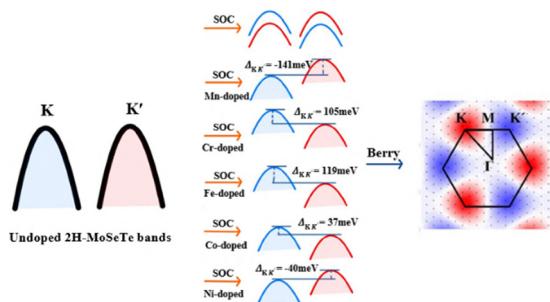 K
K′
Undoped 2H-MoSeTe bands
SOC
SOC
Mn-doped
Δ_KK′ = -141meV
SOC
Cr-doped
Δ_KK′ = 105meV
SOC
Fe-doped
Δ_KK′ = 119meV
SOC
Co-doped
Δ_KK′ = 37meV
SOC
Ni-doped
Δ_KK′ = -40meV
Berry
K
M
K′
Γ